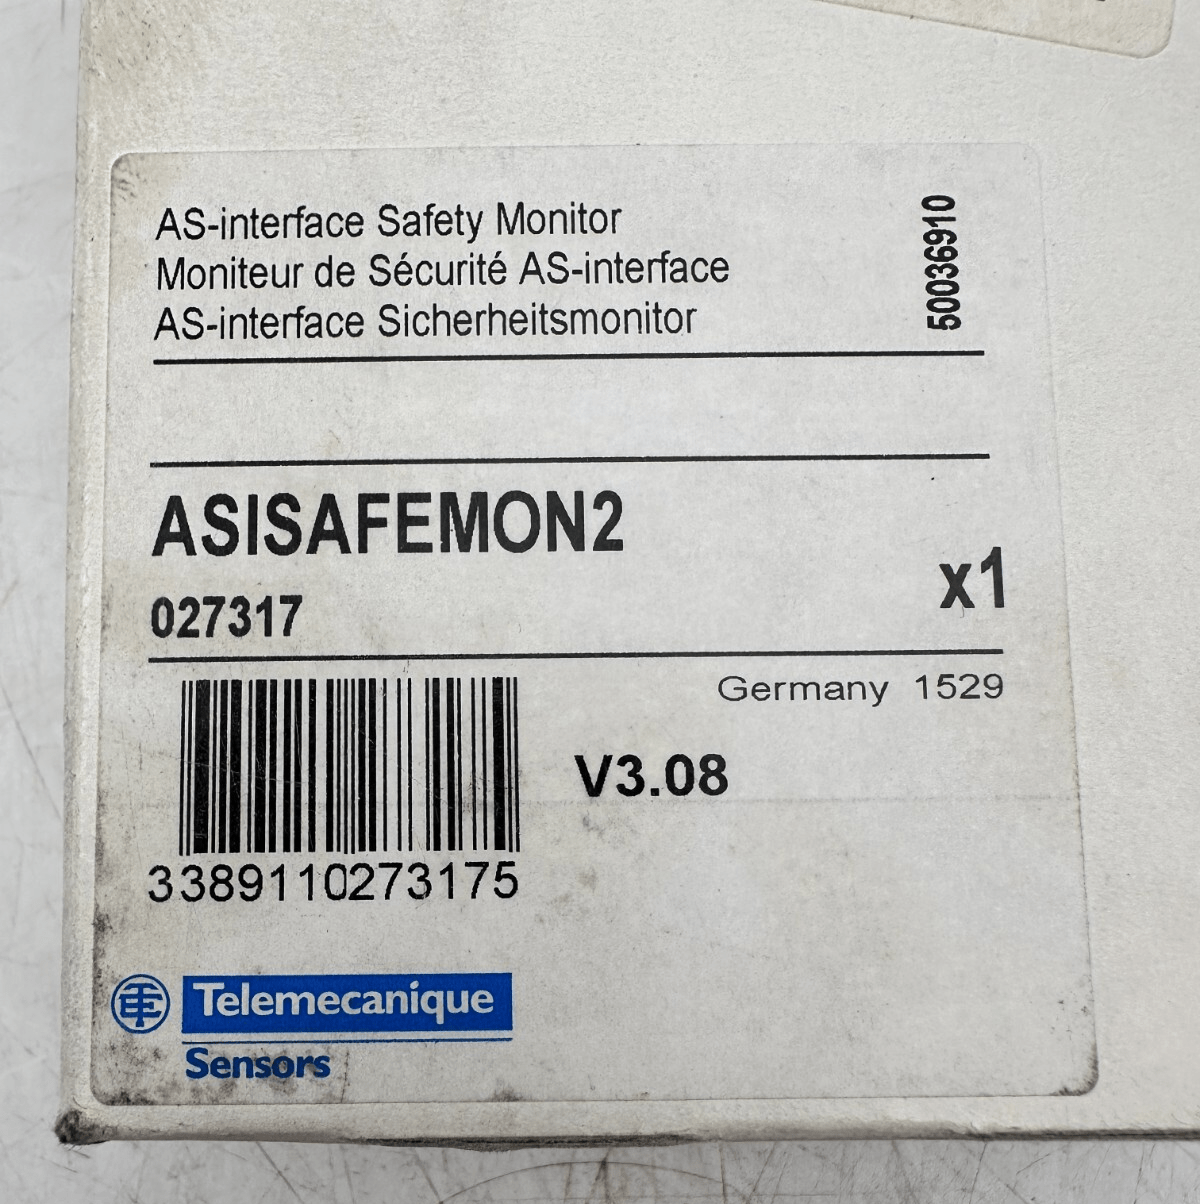 AS-interface Safety Monitor
Moniteur de Sécurité AS-interface
AS-interface Sicherheitsmonitor
50036910
ASISAFEMON2
027317
x1
Germany 1529
V3.08
3389110273175
Telemecanique
Sensors